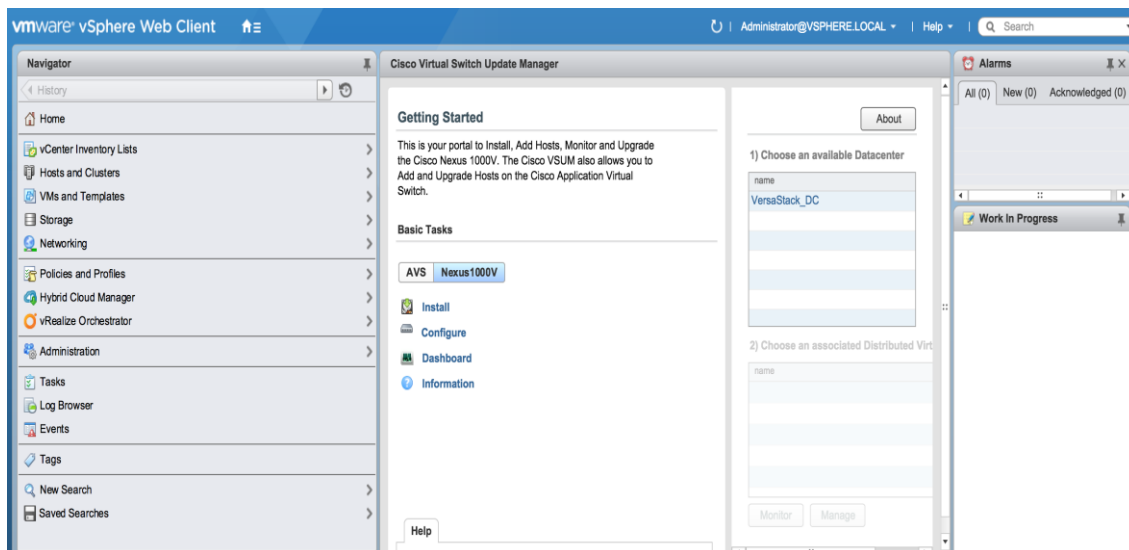 vmware® vSphere Web Client
Administrator@VSPHERE.LOCAL
Help
Search
Navigator
History
Home
vCenter Inventory Lists
Hosts and Clusters
VMs and Templates
Storage
Networking
Policies and Profiles
Hybrid Cloud Manager
vRealize Orchestrator
Administration
Tasks
Log Browser
Events
Tags
New Search
Saved Searches
Cisco Virtual Switch Update Manager
Getting Started
This is your portal to Install, Add Hosts, Monitor and Upgrade
the Cisco Nexus 1000V. The Cisco VSUM also allows you to
Add and Upgrade Hosts on the Cisco Application Virtual
Switch.
Basic Tasks
AVS Nexus1000V
Install
Configure
Dashboard
Information
Help
About
1) Choose an available Datacenter
name
VersaStack_DC
2) Choose an associated Distributed Virt
name
Monitor Manage
Alarms
All (0) New (0) Acknowledged (0)
Work In Progress